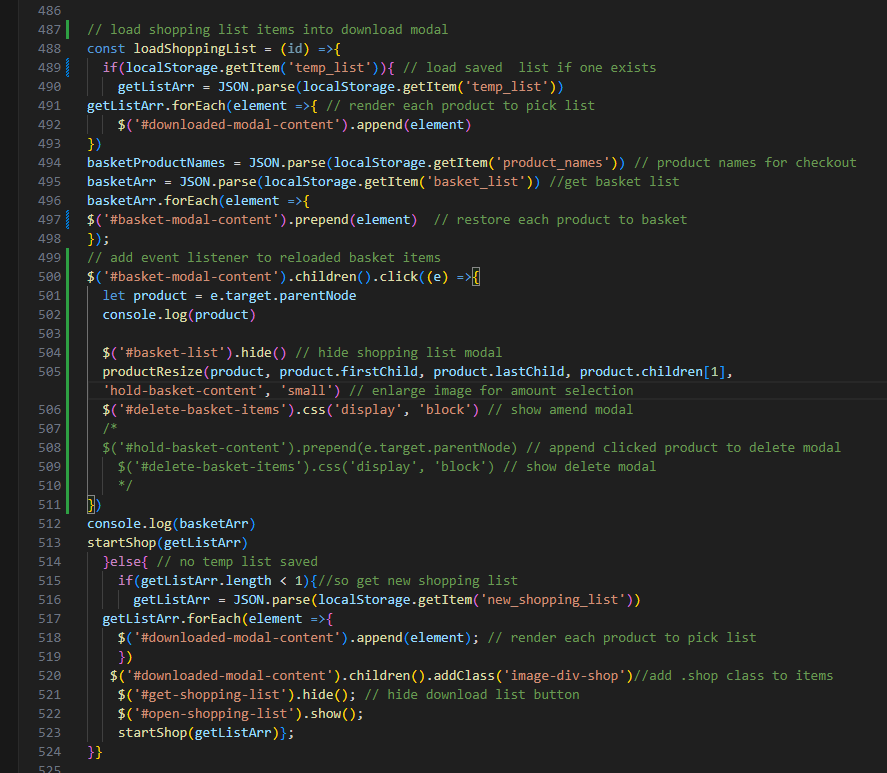 486
487 // load shopping list items into download modal
488 const loadShoppingList = (id) =>{
489 if(localStorage.getItem('temp_list')){ // load saved  list if one exists
490 getListArr = JSON.parse(localStorage.getItem('temp_list'))
491 getListArr.forEach(element =>{ // render each product to pick list
492 $('#downloaded-modal-content').append(element)
493 })
494 basketProductNames = JSON.parse(localStorage.getItem('product_names')) // product names for checkout
495 basketArr = JSON.parse(localStorage.getItem('basket_list')) //get basket list
496 basketArr.forEach(element =>{
497 $('#basket-modal-content').prepend(element)  // restore each product to basket
498 });
499 // add event listener to reloaded basket items
500 $('#basket-modal-content').children().click((e) =>{
501 let product = e.target.parentNode
502 console.log(product)
503
504 $('#basket-list').hide() // hide shopping list modal
505 productResize(product, product.firstChild, product.lastChild, product.children[1],
'hold-basket-content', 'small') // enlarge image for amount selection
506 $('#delete-basket-items').css('display', 'block') // show amend modal
507 /*
508 $('#hold-basket-content').prepend(e.target.parentNode) // append clicked product to delete modal
509 $('#delete-basket-items').css('display', 'block') // show delete modal
510 */
511 })
512 console.log(basketArr)
513 startShop(getListArr)
514 }else{ // no temp list saved
515 if(getListArr.length < 1){//so get new shopping list
516 getListArr = JSON.parse(localStorage.getItem('new_shopping_list'))
517 getListArr.forEach(element =>{
518 $('#downloaded-modal-content').append(element); // render each product to pick list
519 })
520 $('#downloaded-modal-content').children().addClass('image-div-shop')//add .shop class to items
521 $('#get-shopping-list').hide(); // hide download list button
522 $('#open-shopping-list').show();
523 startShop(getListArr)};
524 }}
525